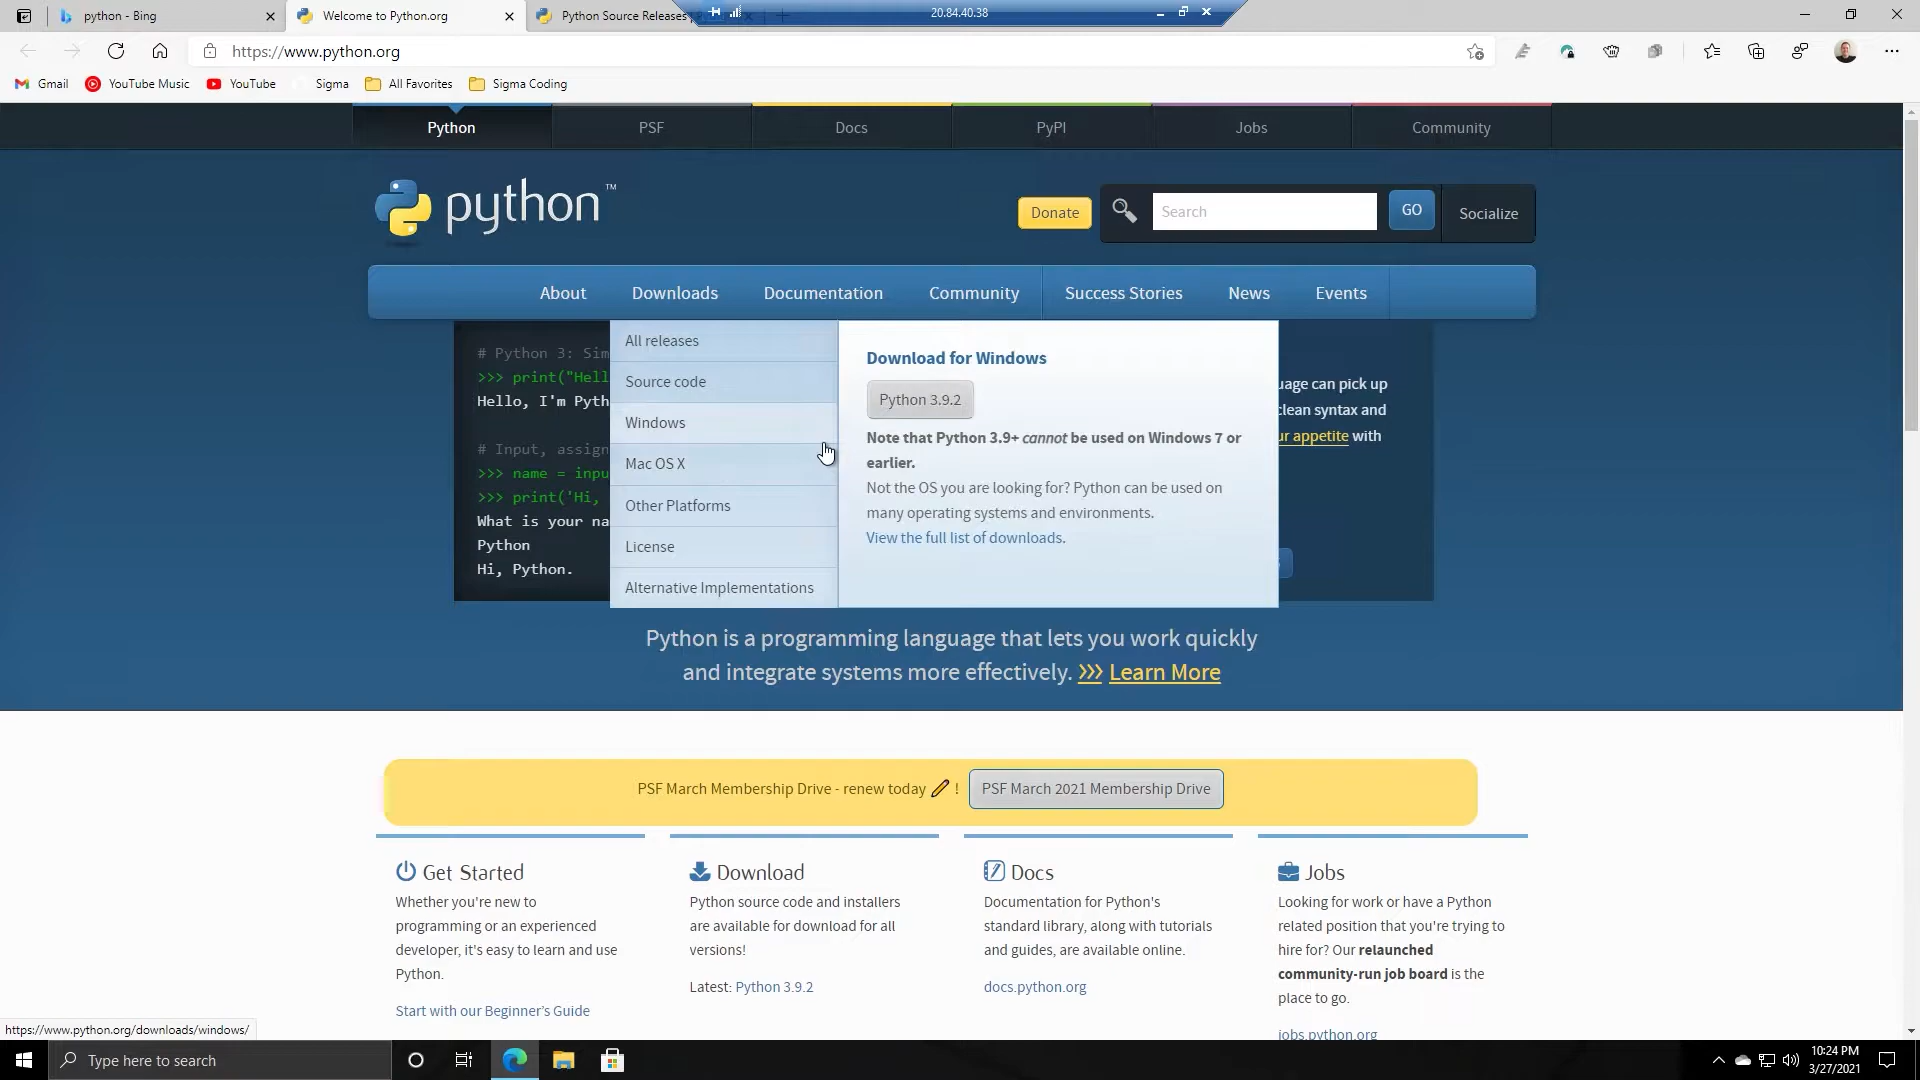 python - Bing
Welcome to Python.org
Python Source Releases
20.84.40.38
https://www.python.org
Gmail
YouTube Music
YouTube
Sigma
All Favorites
Sigma Coding
Python
PSF
Docs
PyPI
Jobs
Community
python™
Donate
Search
GO
Socialize
About
Downloads
Documentation
Community
Success Stories
News
Events
# Python 3: Sim
>>> print("Hell
Hello, I'm Pyth
# Input, assign
>>> name = inpu
>>> print('Hi,
What is your na
Python
Hi, Python.
All releases
Source code
Windows
Mac OS X
Other Platforms
License
Alternative Implementations
Download for Windows
Python 3.9.2
Note that Python 3.9+ cannot be used on Windows 7 or
earlier.
Not the OS you are looking for? Python can be used on
many operating systems and environments.
View the full list of downloads.
uage can pick up
clean syntax and
ur appetite with
Python is a programming language that lets you work quickly
and integrate systems more effectively. >>> Learn More
PSF March Membership Drive - renew today ! PSF March 2021 Membership Drive
Get Started
Whether you're new to
programming or an experienced
developer, it's easy to learn and use
Python.
Start with our Beginner's Guide
Download
Python source code and installers
are available for download for all
versions!
Latest: Python 3.9.2
Docs
Documentation for Python's
standard library, along with tutorials
and guides, are available online.
docs.python.org
Jobs
Looking for work or have a Python
related position that you're trying to
hire for? Our relaunched
community-run job board is the
place to go.
jobs.python.org
https://www.python.org/downloads/windows/
Type here to search
10:24 PM
3/27/2021